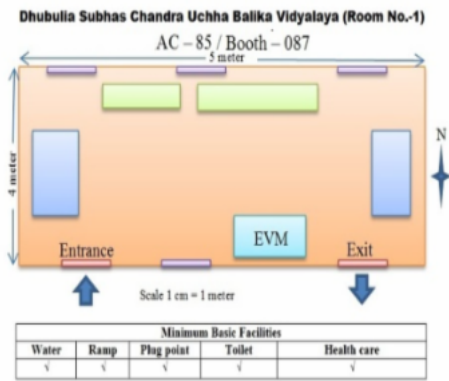 Dhubulia Subhas Chandra Uchha Balika Vidyalaya (Room No.-1)
AC – 85 / Booth – 087
5 meter
4 meter
N
EVM
Entrance
Exit
Scale 1 cm = 1 meter
Minimum Basic Facilities
Water Ramp Plug point Toilet Health care
√ √ √ √ √